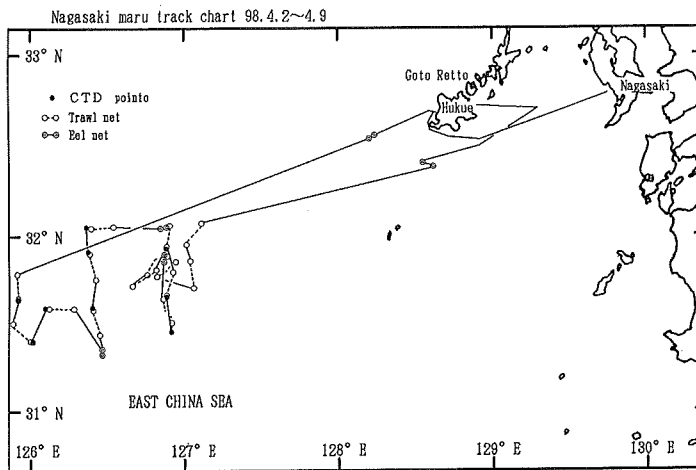 Nagasaki maru track chart 98.4.2～4.9
33° N
Goto Retto
Nagasaki
CTD pointo
Hukue
Trawl net
Eel net
32° N
EAST CHINA SEA
31° N
126° E
127° E
128° E
129° E
130° E